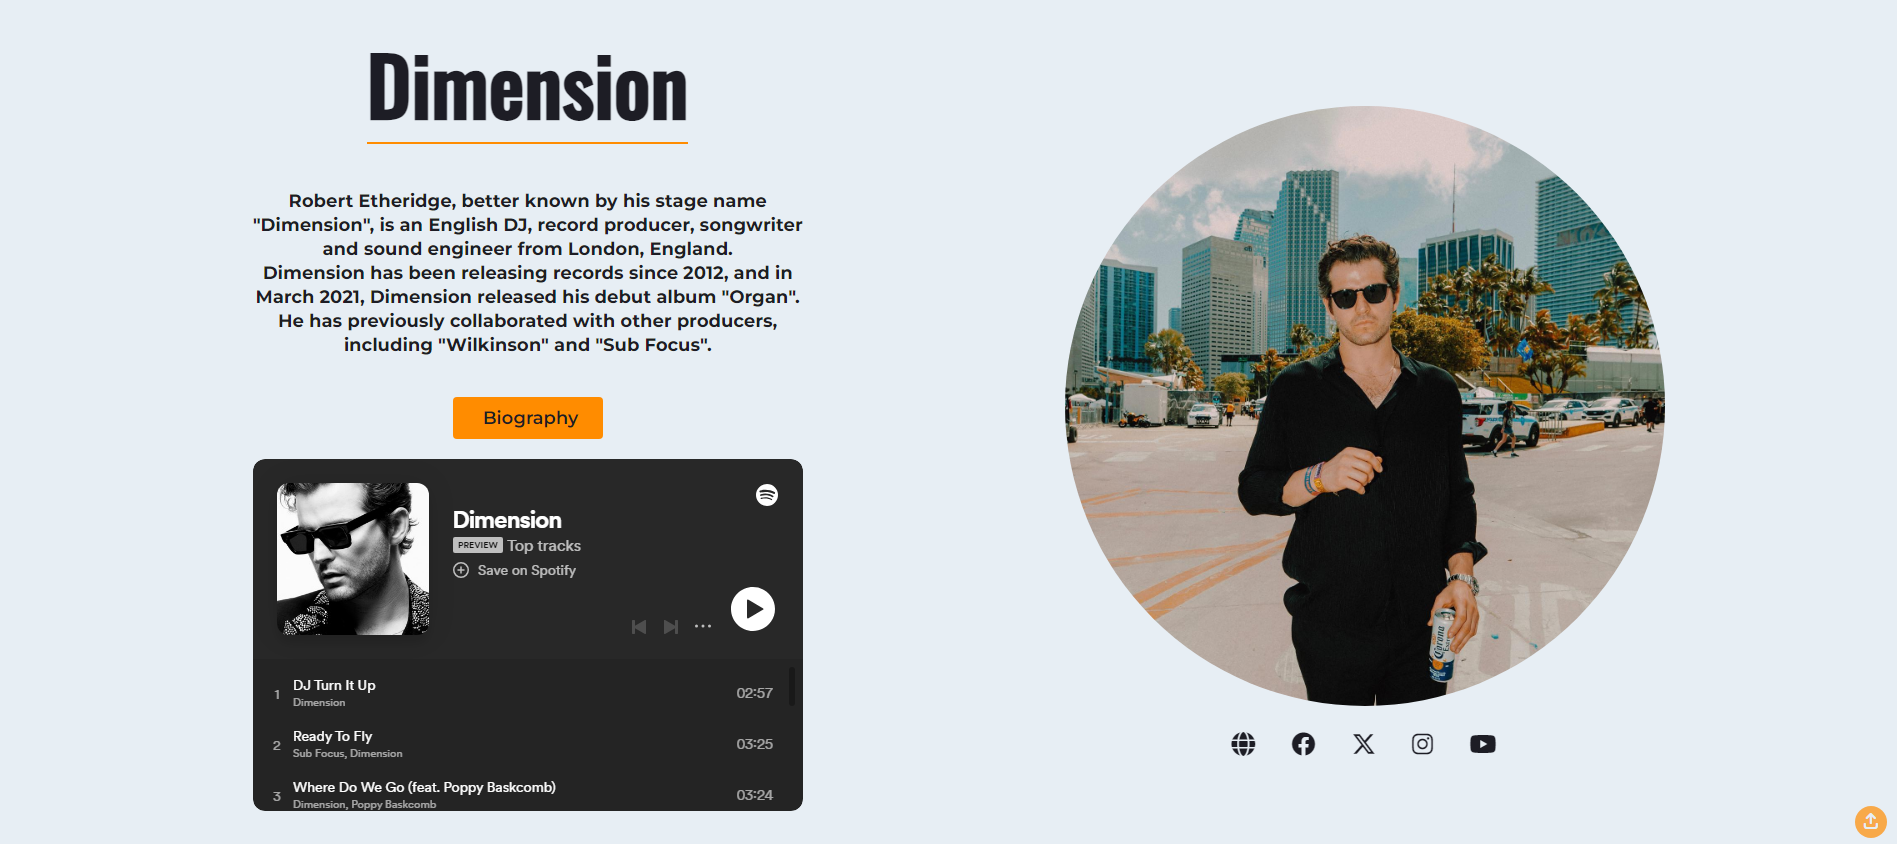 Dimension
Robert Etheridge, better known by his stage name
"Dimension", is an English DJ, record producer, songwriter
and sound engineer from London, England.
Dimension has been releasing records since 2012, and in
March 2021, Dimension released his debut album "Organ".
He has previously collaborated with other producers,
including "Wilkinson" and "Sub Focus".
Biography
Dimension
PREVIEW Top tracks
Save on Spotify
1 DJ Turn It Up 02:57
Dimension
2 Ready To Fly 03:25
Sub Focus, Dimension
3 Where Do We Go (feat. Poppy Baskcomb) 03:24
Dimension, Poppy Baskcomb
Corona
Extra